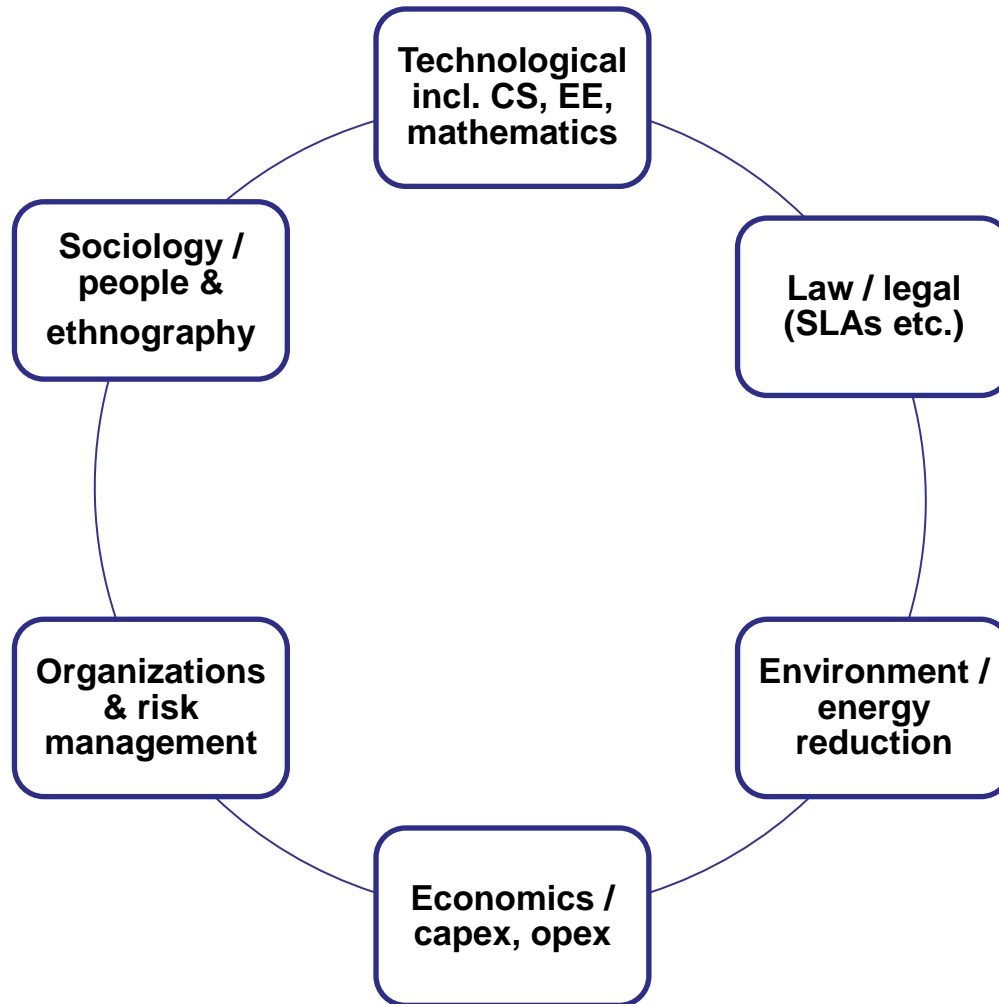 Technological
incl. CS, EE,
mathematics
Law / legal
(SLAs etc.)
Environment /
energy
reduction
Economics /
capex, opex
Organizations
& risk
management
Sociology /
people &
ethnography